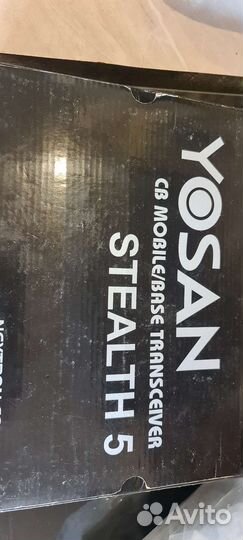 YOSAN
CB MOBILE/BASE TRANSCEIVER
STEALTH 5
Avito